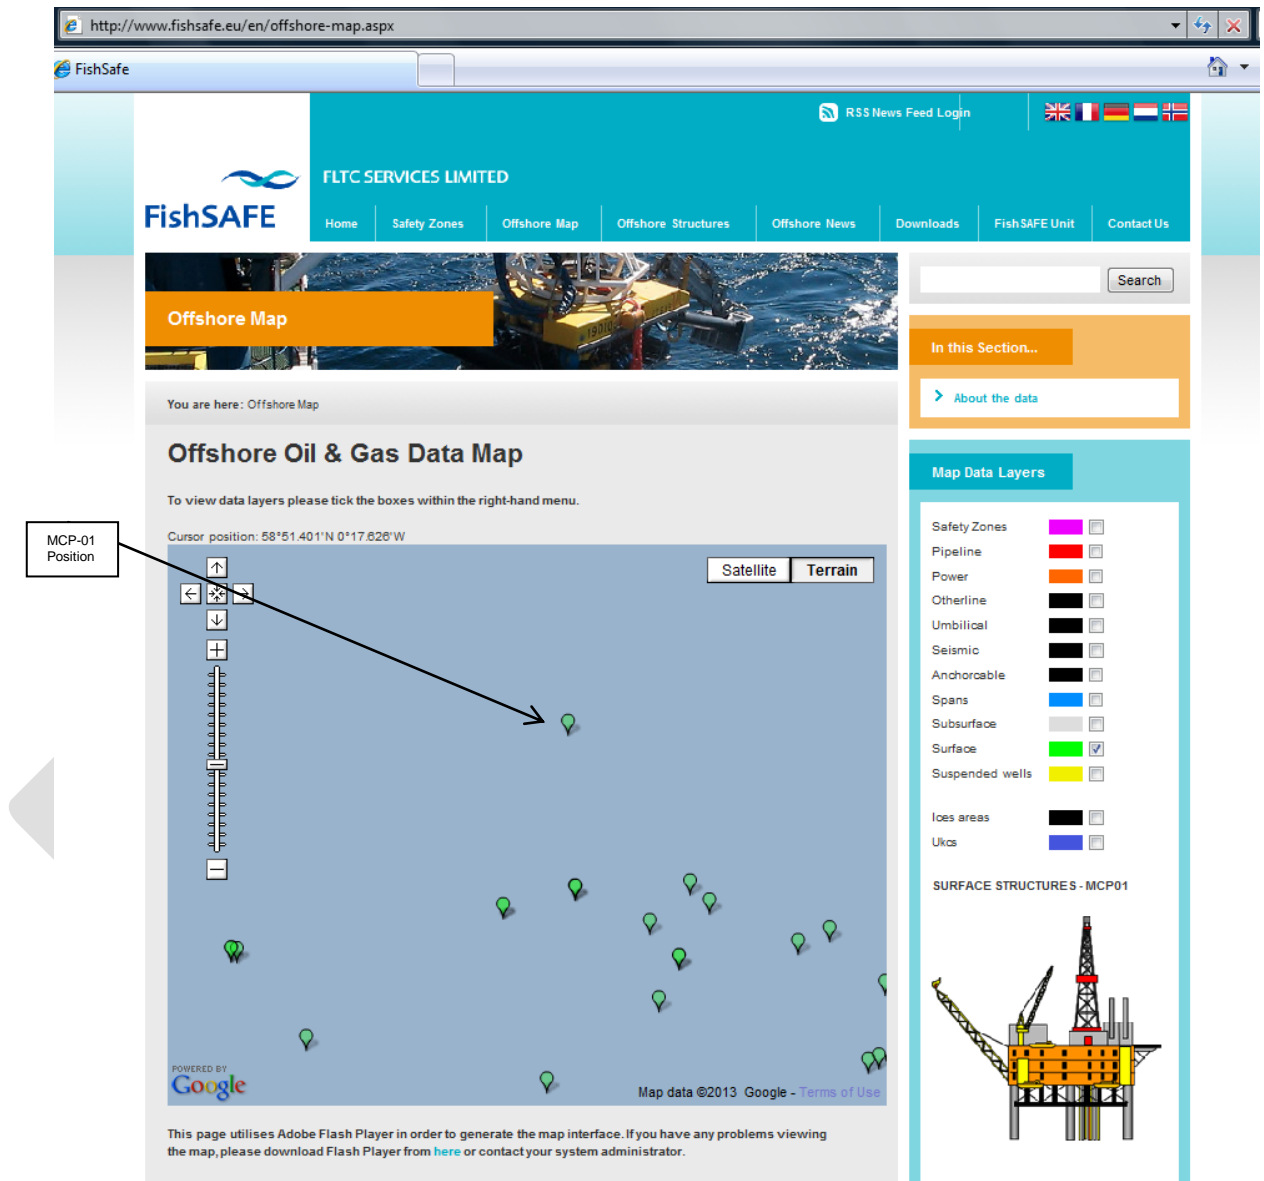 http://www.fishsafe.eu/en/offshore-map.aspx
FishSafe
RSS News Feed Login
FLTC SERVICES LIMITED
FishSAFE
Home
Safety Zones
Offshore Map
Offshore Structures
Offshore News
Downloads
FishSAFE Unit
Contact Us
Search
Offshore Map
In this Section...
About the data
You are here: Offshore Map
Offshore Oil & Gas Data Map
To view data layers please tick the boxes within the right-hand menu.
Cursor position: 58°51.401'N 0°17.626'W
MCP-01
Position
Satellite
Terrain
POWERED BY
Google
Map data ©2013 Google - Terms of Use
This page utilises Adobe Flash Player in order to generate the map interface. If you have any problems viewing
the map, please download Flash Player from here or contact your system administrator.
Map Data Layers
Safety Zones
Pipeline
Power
Otherline
Umbilical
Seismic
Anchorcable
Spans
Subsurface
Surface
Suspended wells
Ices areas
Ukcs
SURFACE STRUCTURES - MCP01